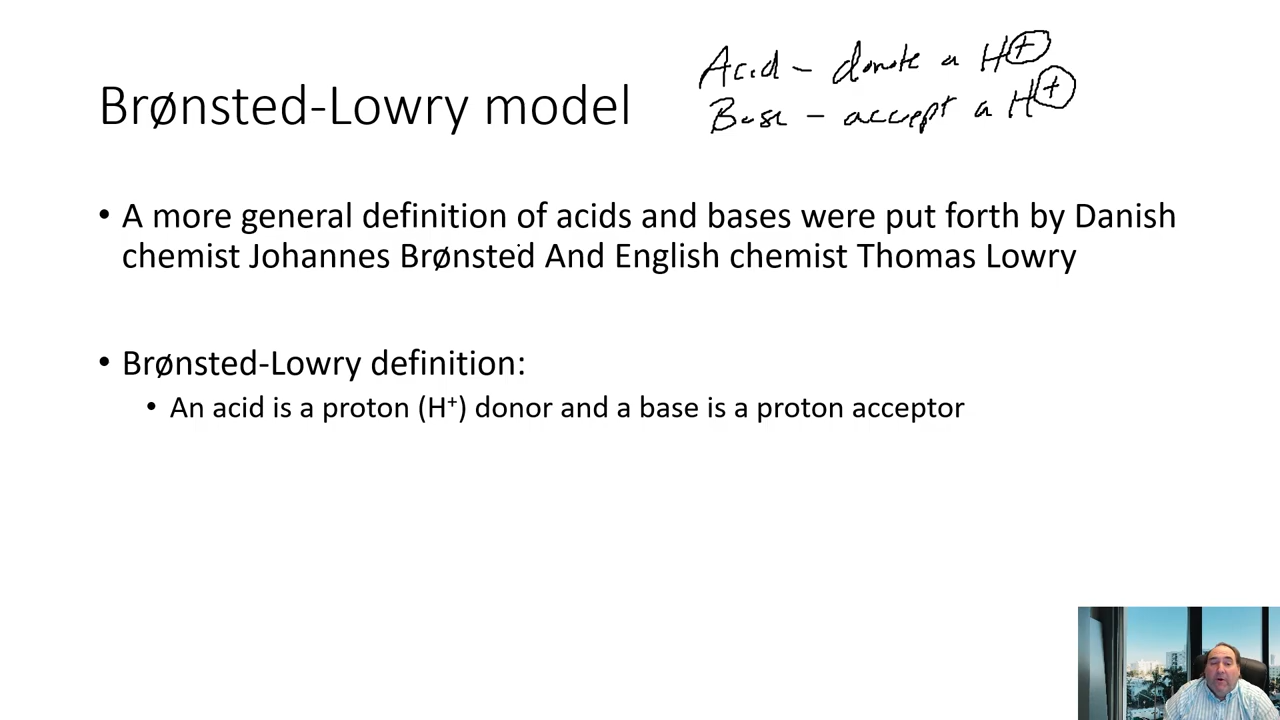 Acid – donate a H⁺
Base – accept a H⁺
Brønsted-Lowry model
• A more general definition of acids and bases were put forth by Danish
chemist Johannes Brønsted And English chemist Thomas Lowry
• Brønsted-Lowry definition:
• An acid is a proton (H⁺) donor and a base is a proton acceptor